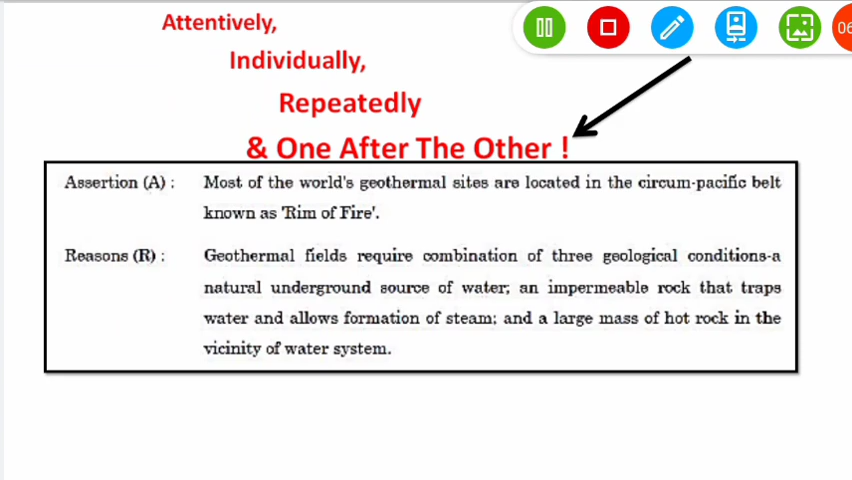 Attentively,
Individually,
Repeatedly
& One After The Other !
Assertion (A) : Most of the world's geothermal sites are located in the circum-pacific belt
known as 'Rim of Fire'.
Reasons (R) : Geothermal fields require combination of three geological conditions-a
natural underground source of water; an impermeable rock that traps
water and allows formation of steam; and a large mass of hot rock in the
vicinity of water system.
06